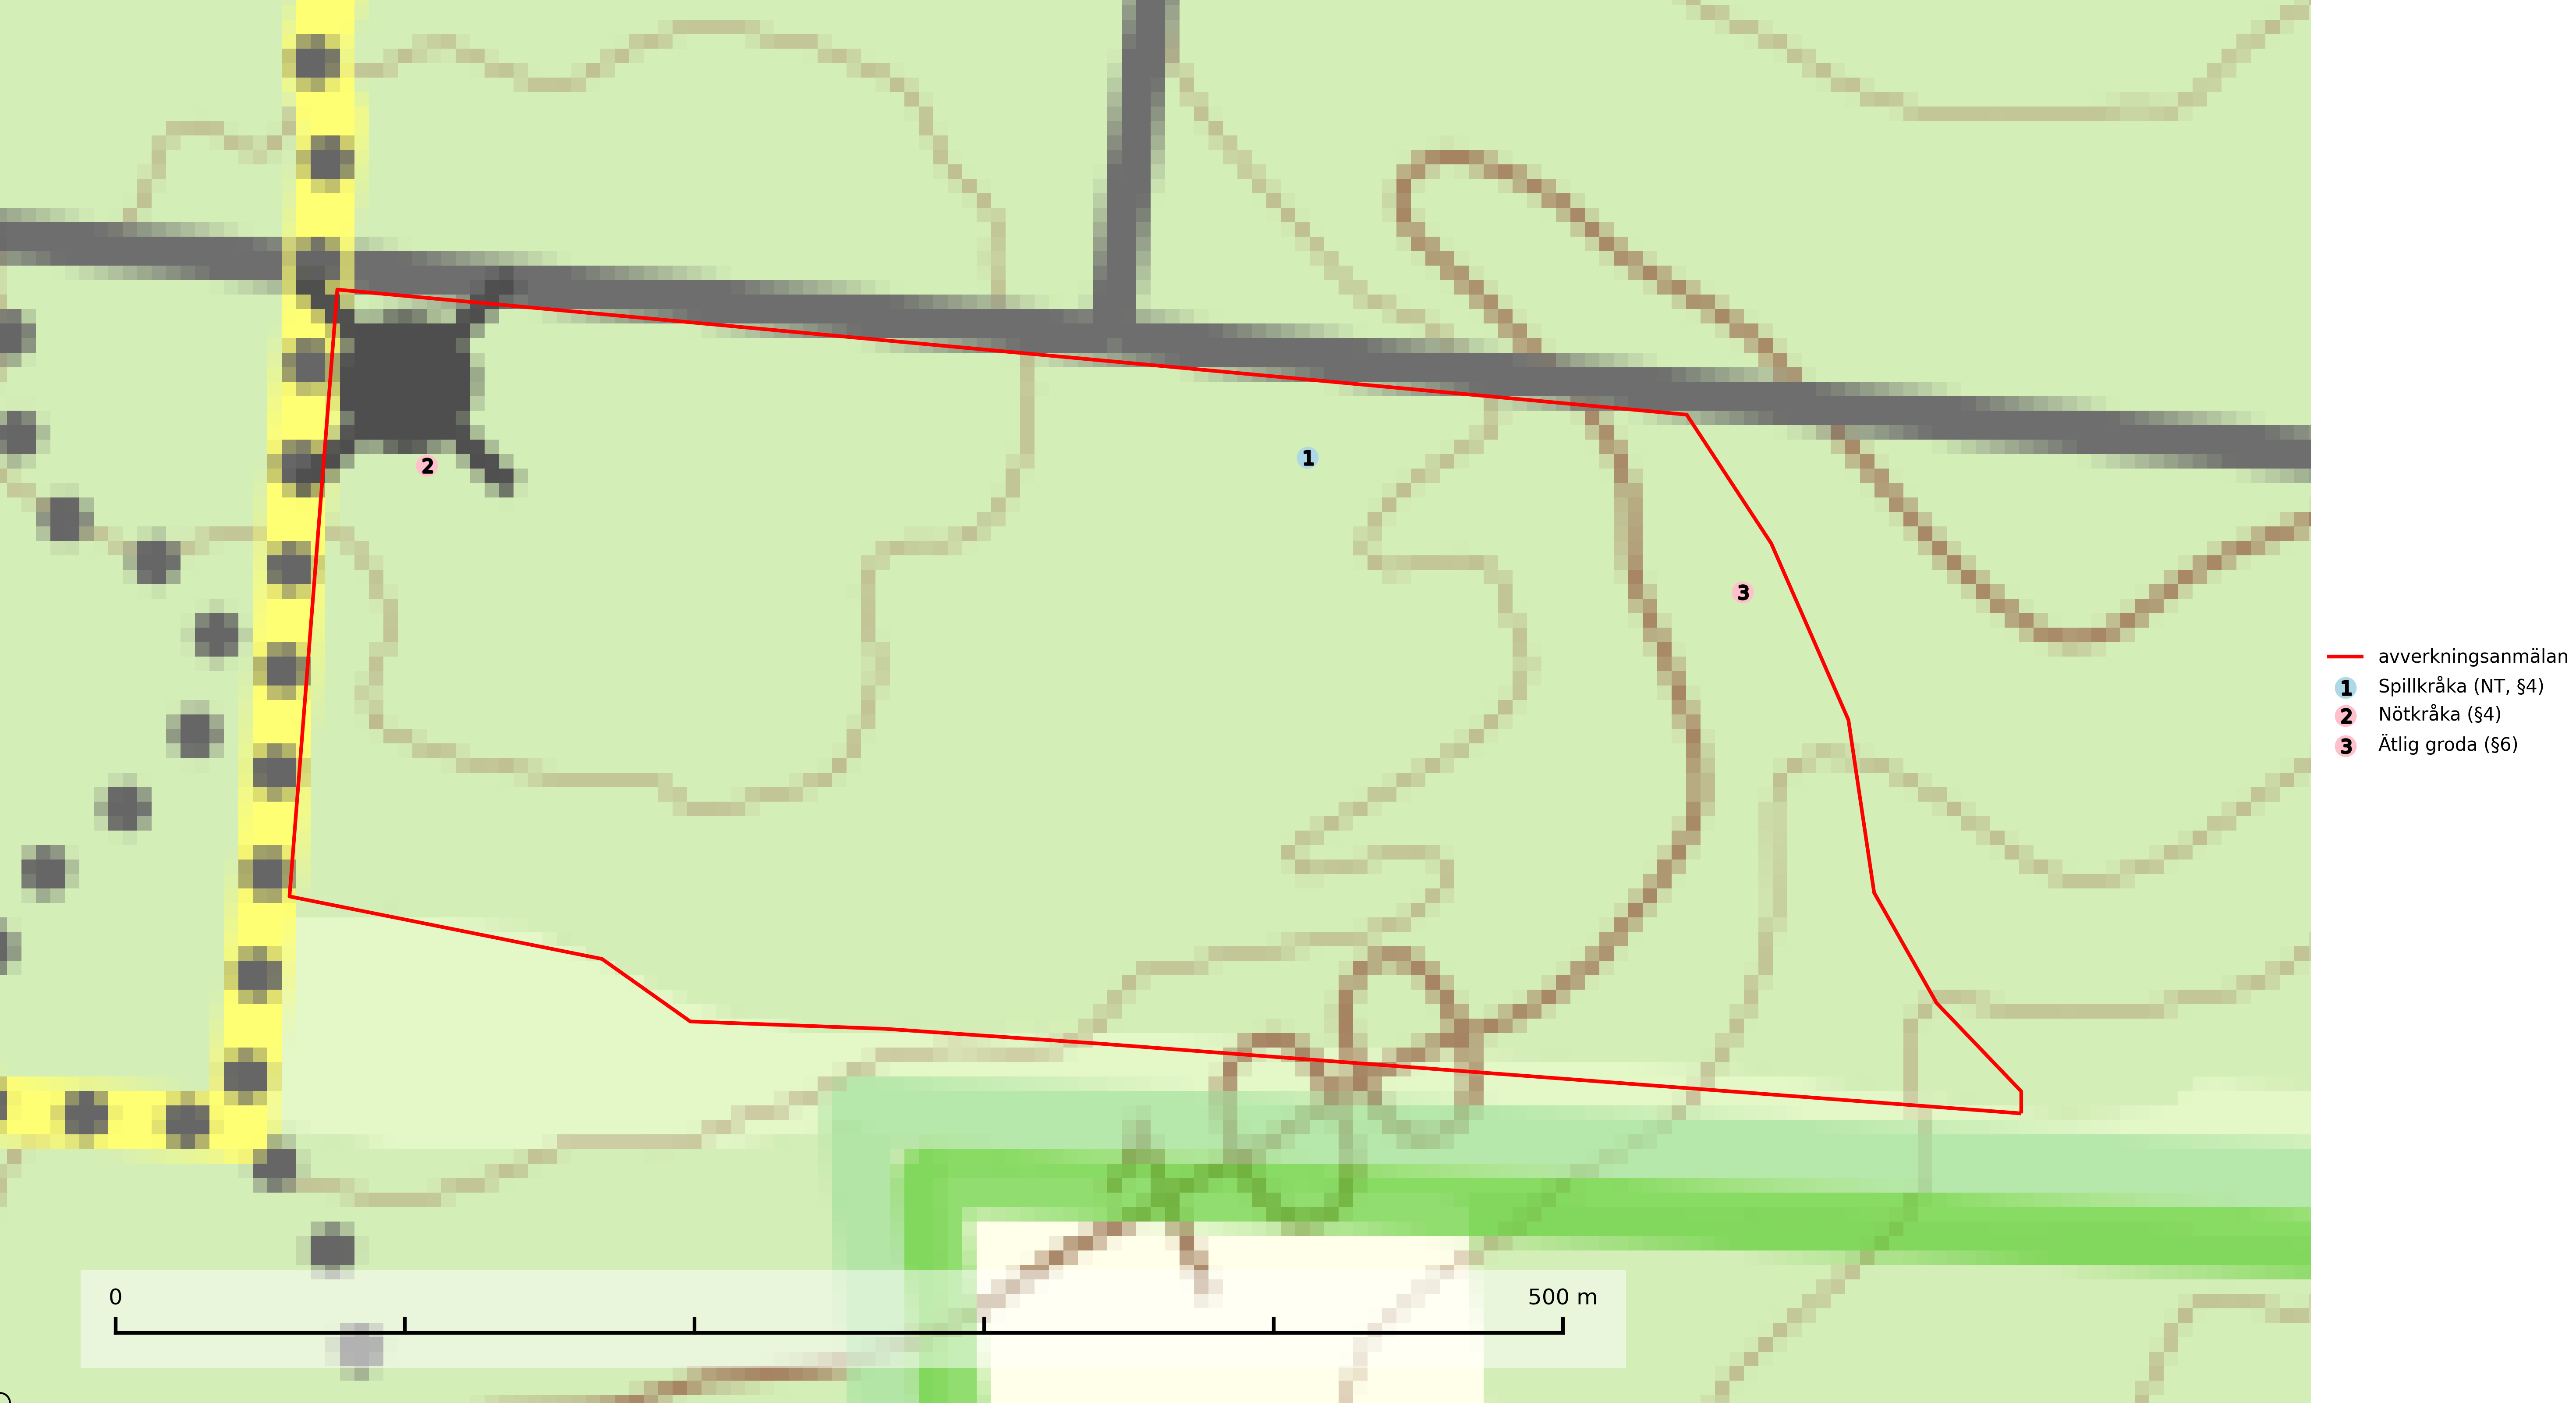 2
1
3
avverkningsanmälan
1 Spillkråka (NT, §4)
2 Nötkråka (§4)
3 Ätlig groda (§6)
0 500 m